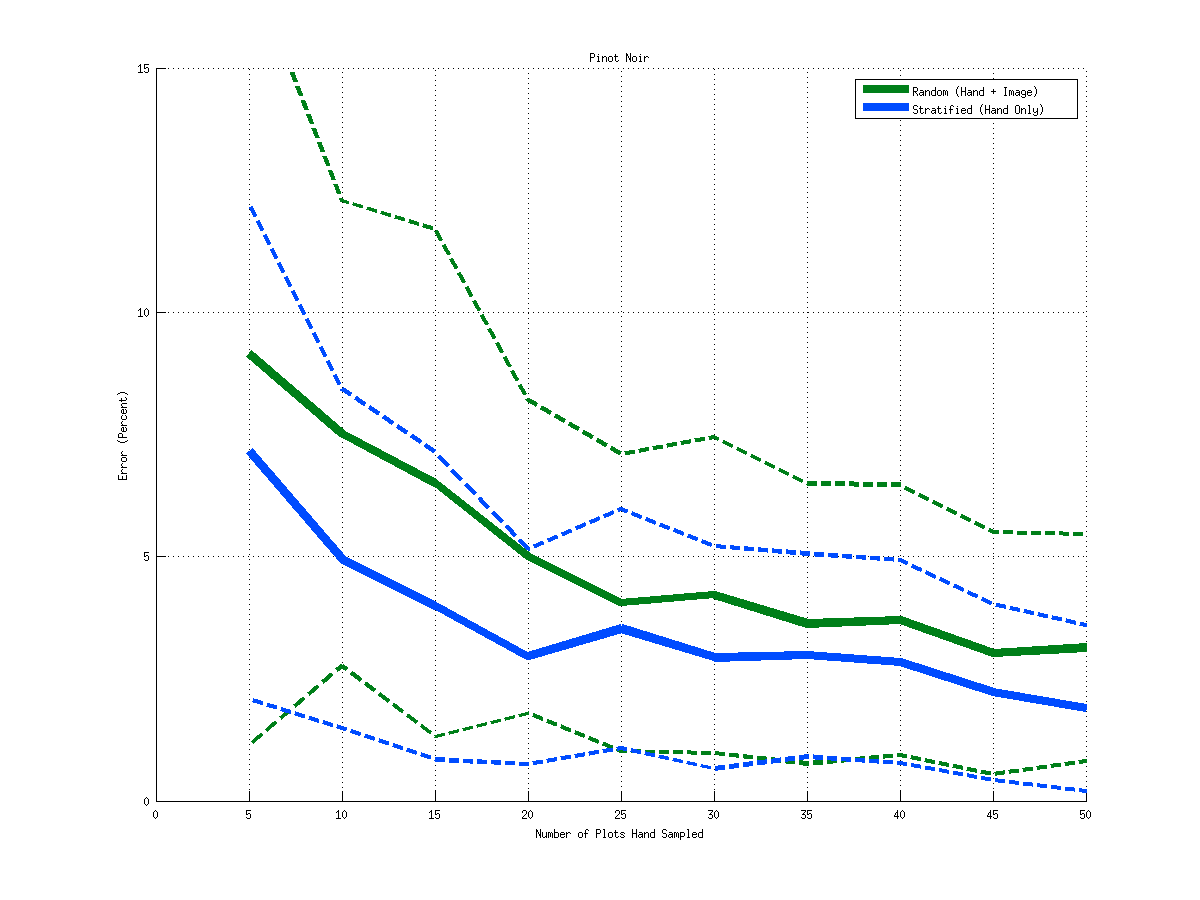 Pinot Noir
15
Random (Hand + Image)
Stratified (Hand Only)
10
Error (Percent)
5
0
0 5 10 15 20 25 30 35 40 45 50
Number of Plots Hand Sampled